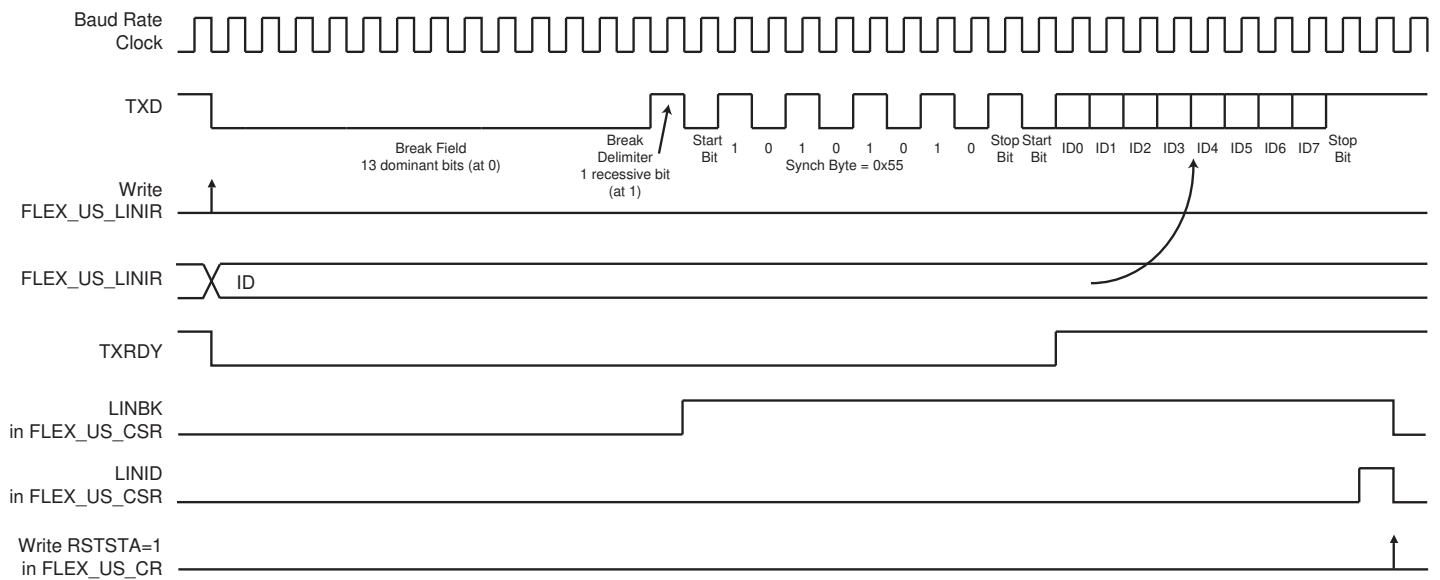 Baud Rate
Clock
TXD
Break Field
13 dominant bits (at 0)
Break
Delimiter
1 recessive bit
(at 1)
Start
Bit
1 0 1 0 1 0 1 0
Synch Byte = 0x55
Stop
Bit
Start
Bit
ID0 ID1 ID2 ID3 ID4 ID5 ID6 ID7
Stop
Bit
Write
FLEX_US_LINIR
FLEX_US_LINIR
ID
TXRDY
LINBK
in FLEX_US_CSR
LINID
in FLEX_US_CSR
Write RSTSTA=1
in FLEX_US_CR